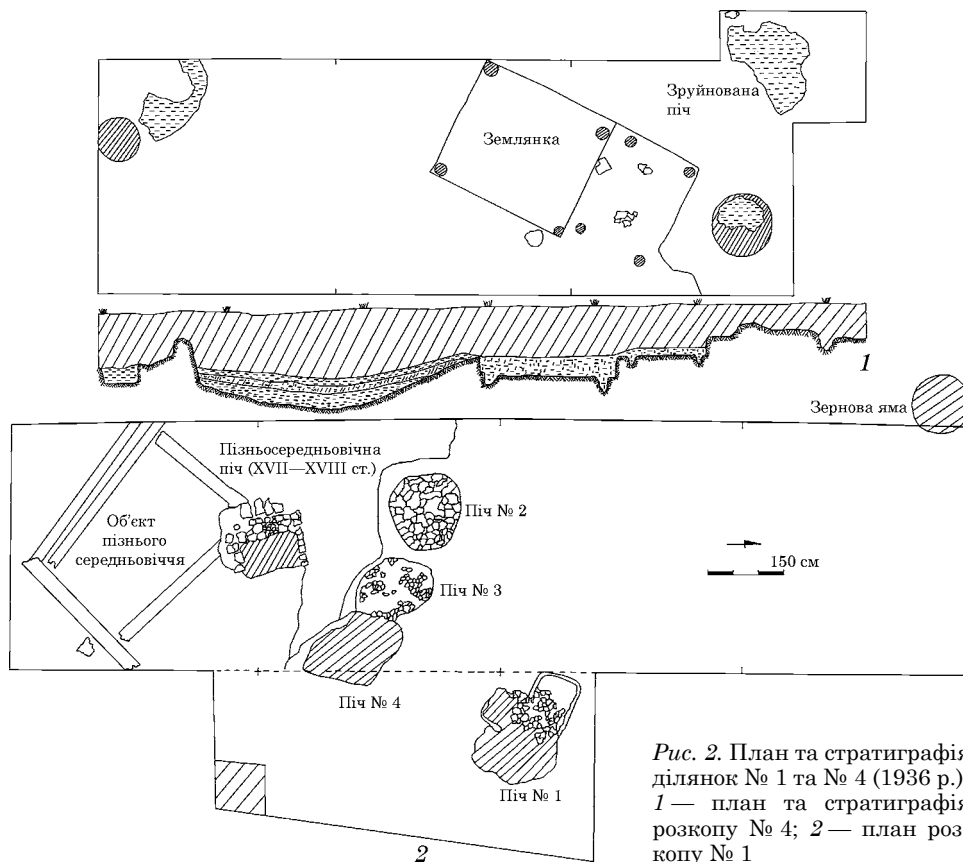 Зруйнована
піч
Землянка
1
Зернова яма
Пізньосередньовічна
піч (XVII—XVIII ст.)
Піч № 2
Об'єкт
пізнього
середньовіччя
150 см
Піч № 3
Піч № 4
Піч № 1
2
Рис. 2. План та стратиграфія
ділянок № 1 та № 4 (1936 р.)
1 — план та стратиграфія
розкопу № 4; 2 — план роз-
копу № 1